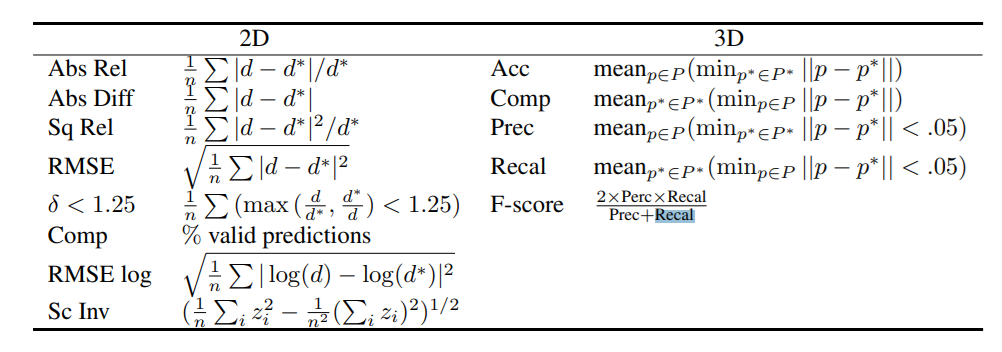 2D 3D
Abs Rel 1/n ∑ |d − d*|/d* Acc mean_{p∈P}(min_{p*∈P*} ||p − p*||)
Abs Diff 1/n ∑ |d − d*| Comp mean_{p*∈P*}(min_{p∈P} ||p − p*||)
Sq Rel 1/n ∑ |d − d*|²/d* Prec mean_{p∈P}(min_{p*∈P*} ||p − p*|| < .05)
RMSE √(1/n ∑ |d − d*|²) Recal mean_{p*∈P*}(min_{p∈P} ||p − p*|| < .05)
δ < 1.25 1/n ∑ (max (d/d*, d*/d) < 1.25) F-score 2×Perc×Recal/Prec+Recal
Comp % valid predictions
RMSE log √(1/n ∑ | log(d) − log(d*)|²)
Sc Inv (1/n ∑_i z_i² − 1/n² (∑_i z_i)²)^{1/2}